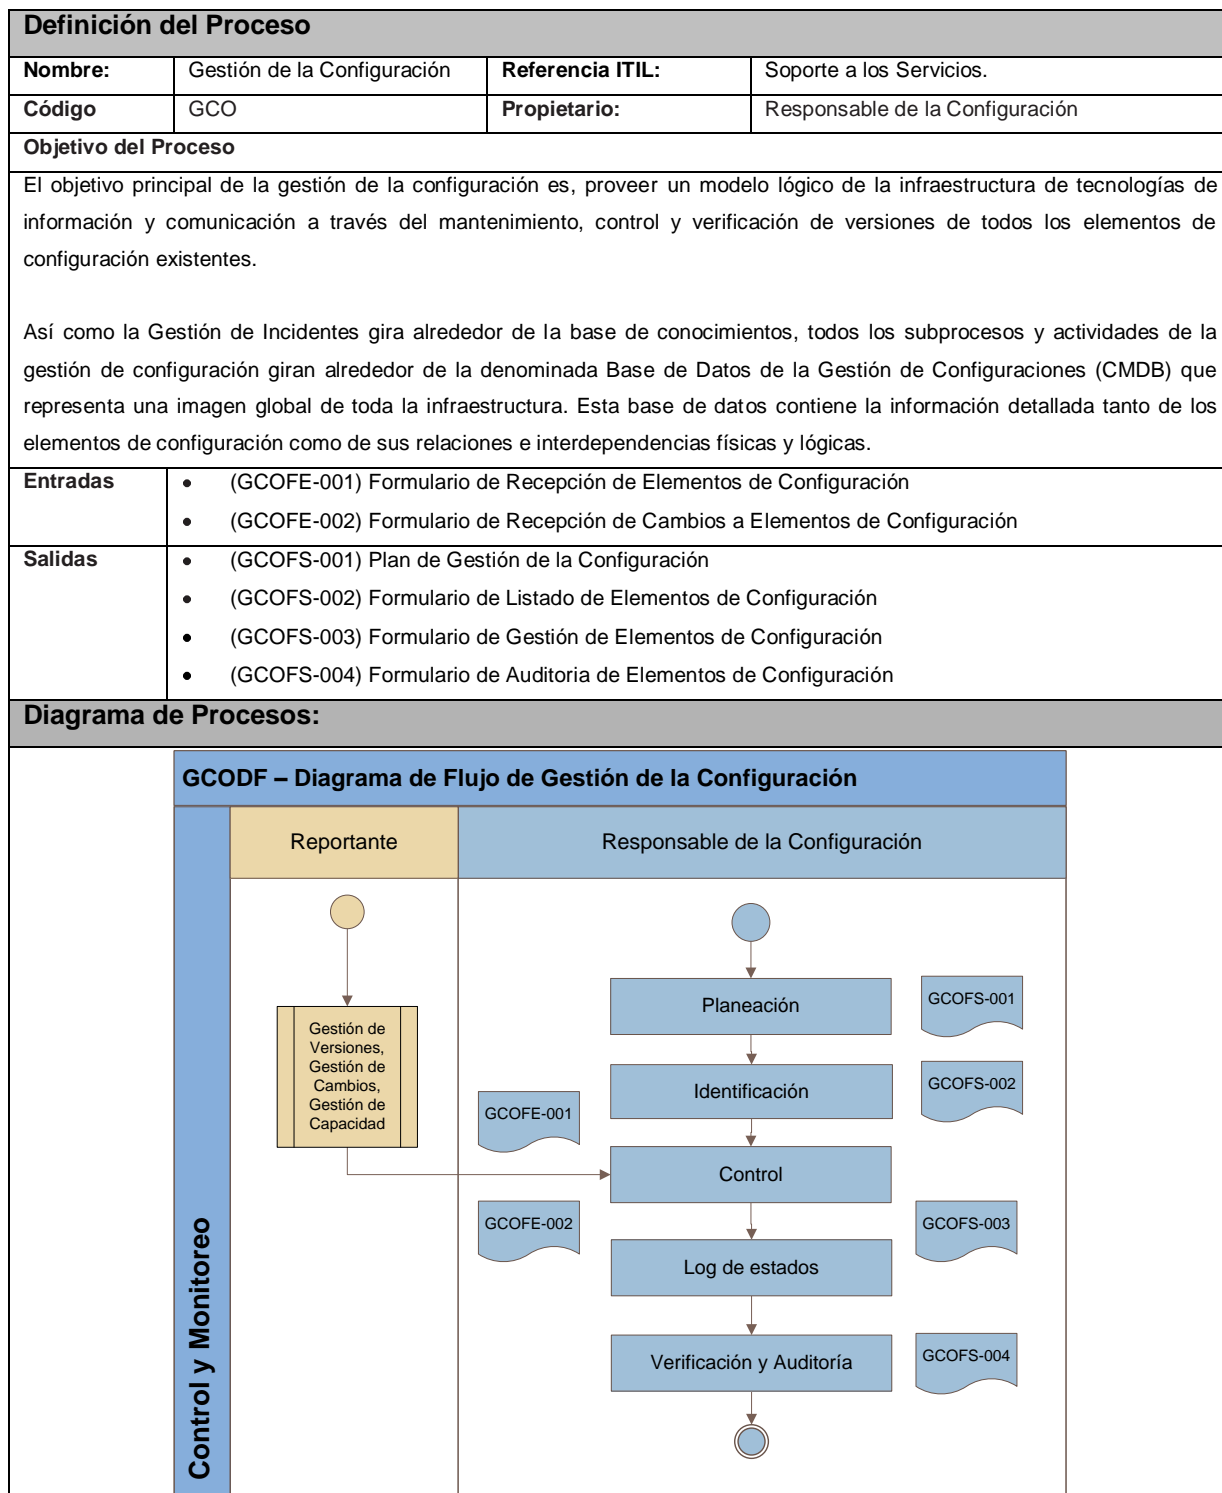 Definición del Proceso
Nombre: Gestión de la Configuración Referencia ITIL: Soporte a los Servicios.
Código GCO Propietario: Responsable de la Configuración
Objetivo del Proceso
El objetivo principal de la gestión de la configuración es, proveer un modelo lógico de la infraestructura de tecnologías de
información y comunicación a través del mantenimiento, control y verificación de versiones de todos los elementos de
configuración existentes.
Así como la Gestión de Incidentes gira alrededor de la base de conocimientos, todos los subprocesos y actividades de la
gestión de configuración giran alrededor de la denominada Base de Datos de la Gestión de Configuraciones (CMDB) que
representa una imagen global de toda la infraestructura. Esta base de datos contiene la información detallada tanto de los
elementos de configuración como de sus relaciones e interdependencias físicas y lógicas.
Entradas • (GCOFE-001) Formulario de Recepción de Elementos de Configuración
• (GCOFE-002) Formulario de Recepción de Cambios a Elementos de Configuración
Salidas • (GCOFS-001) Plan de Gestión de la Configuración
• (GCOFS-002) Formulario de Listado de Elementos de Configuración
• (GCOFS-003) Formulario de Gestión de Elementos de Configuración
• (GCOFS-004) Formulario de Auditoria de Elementos de Configuración
Diagrama de Procesos:
GCODF – Diagrama de Flujo de Gestión de la Configuración
Control y Monitoreo
Reportante
Responsable de la Configuración
Gestión de
Versiones,
Gestión de
Cambios,
Gestión de
Capacidad
Planeación
GCOFS-001
Identificación
GCOFS-002
GCOFE-001
Control
GCOFE-002
GCOFS-003
Log de estados
Verificación y Auditoría
GCOFS-004